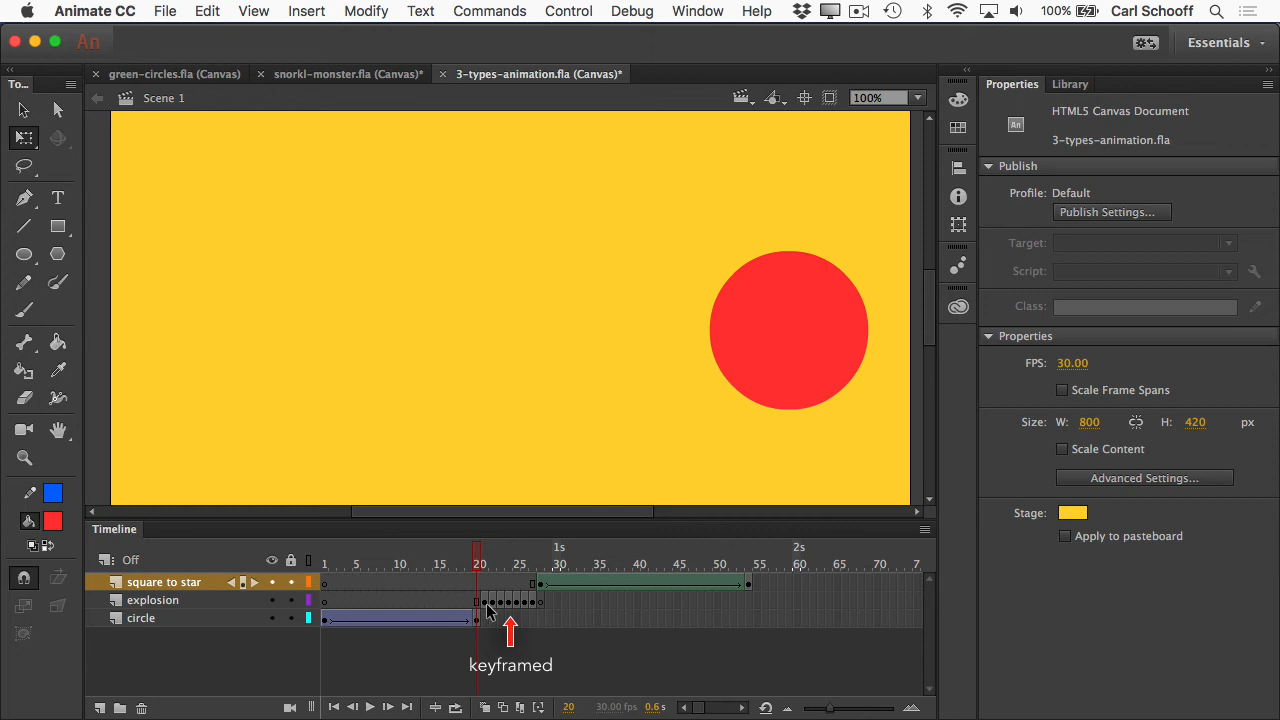 Animate CC File Edit View Insert Modify Text Commands Control Debug Window Help 100% Carl Schooff
An Essentials
To... × green-circles.fla (Canvas) × snorkl-monster.fla (Canvas)* × 3-types-animation.fla (Canvas)* Properties Library
Scene 1 100%
HTML5 Canvas Document
An
3-types-animation.fla
Publish
Profile: Default
Publish Settings...
Target:
Script:
Class:
Properties
FPS: 30.00
Scale Frame Spans
Size: W: 800 H: 420 px
Scale Content
Advanced Settings...
Stage:
Apply to pasteboard
Timeline
1s 2s
Off 1 5 10 15 20 25 30 35 40 45 50 55 60 65 70 7
square to star
explosion
circle
keyframed
20 30.00 fps 0.6 s